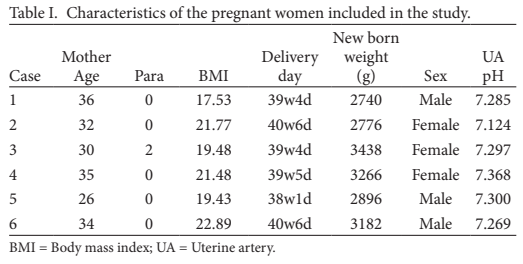 Table I. Characteristics of the pregnant women included in the study.
Case Mother Age Para BMI Delivery day New born weight (g) Sex UA pH
1 36 0 17.53 39w4d 2740 Male 7.285
2 32 0 21.77 40w6d 2776 Female 7.124
3 30 2 19.48 39w4d 3438 Female 7.297
4 35 0 21.48 39w5d 3266 Female 7.368
5 26 0 19.43 38w1d 2896 Male 7.300
6 34 0 22.89 40w6d 3182 Male 7.269
BMI = Body mass index; UA = Uterine artery.